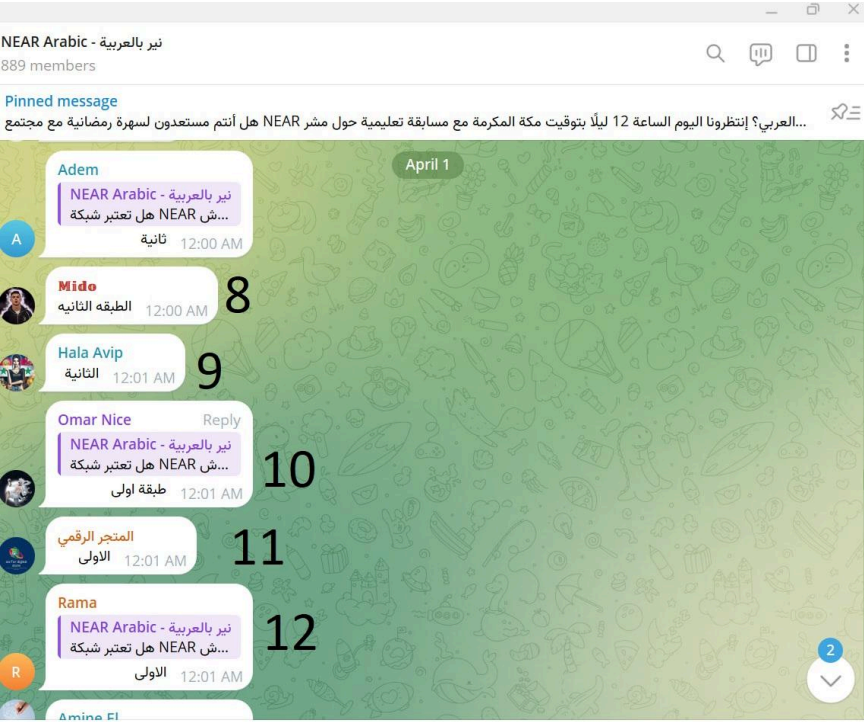 NEAR Arabic - نير بالعربية
889 members
Pinned message
...العربي؟ إنتظرونا اليوم الساعة 12 ليلًا بتوقيت مكة المكرمة مع مسابقة تعليمية حول مشر NEAR هل أنتم مستعدون لسهرة رمضانية مع مجتمع
April 1
Adem
NEAR Arabic - نير بالعربية
هل تعتبر شبكة NEAR ش...
ثانية 12:00 AM
A
Mido
الطبقه الثانيه 12:00 AM
8
Hala Avip
الثانية 12:01 AM
9
Omar Nice Reply
NEAR Arabic - نير بالعربية
هل تعتبر شبكة NEAR ش...
طبقة اولى 12:01 AM
10
المتجر الرقمي
الاولى 12:01 AM
11
Rama
NEAR Arabic - نير بالعربية
هل تعتبر شبكة NEAR ش...
الاولى 12:01 AM
12
R
2
Amine El